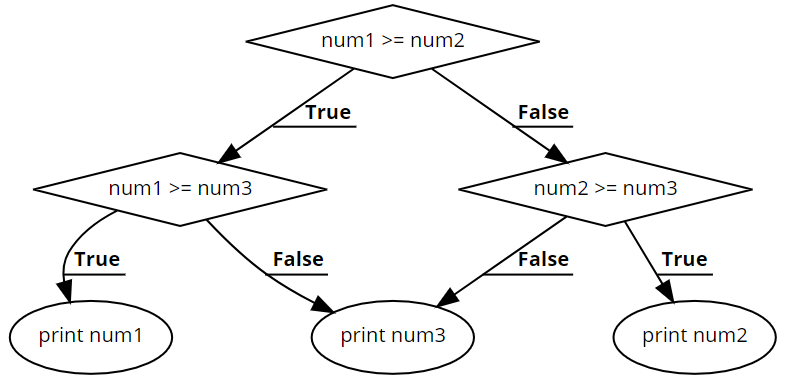 num1 >= num2
True
False
num1 >= num3
num2 >= num3
True
False
False
True
print num1
print num3
print num2